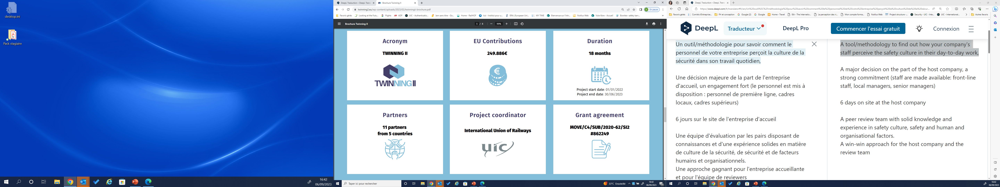 desktop.ini
Pack stagiaire
16:42
06/09/2023
DeepL Traduction – DeepL Transl
Brochure Twinning II
twinning2.eu/wp-content/uploads/2023/02/twinningii-brochure.pdf
En pause
Favoris gérés
Looking at the Futu...
Flights
ADP
UIC - Authenticatio...
Jam sans titre - Go...
Home - RailHOF
Icsi - Institut pour u...
ERA | European Uni...
MY TIME
Bienvenue sur l'intr...
Notilus Web
Voie-libre - Accueil
Bowties- safety barr...
Brochure Twinning II
5 / 8
99%
Acronym
TWINNING II
TWINNING II
EU Contributions
249.886€
Duration
18 months
Project start date: 01/01/2022
Project end date: 30/06/2023
Partners
11 partners
from 5 countries
Project coordinator
International Union of Railways
uic
Grant agreement
MOVE/C4/SUB/2020-62/SI2
#862249
Taper ici pour rechercher
33°C Ensoleillé
16:42
06/09/2023
DeepL Traduction – DeepL Transl
https://www.deepl.com/fr/translator#fr/en/Un%20outil%5C%2Fméthodologie%20pour%20savoir%20comment%20le%20personnel%20de%20votre%20entreprise%20perçoit%20la%20culture%20de%20la%20sécur...
Favoris gérés
Comité d'Entreprise...
FH et conception
Google (2)
Google
Home - Travel
IEA - The Internatio...
La perception des ri...
Mon compte forma...
Notilus Web
Project structure -...
Security - UIC - Inte...
UIC - International...
Autres favoris
DeepL
Traducteur
DeepL Pro
Commencer l'essai gratuit
Connexion
Un outil/méthodologie pour savoir comment le
personnel de votre entreprise perçoit la culture de la
sécurité dans son travail quotidien,
Une décision majeure de la part de l'entreprise
d'accueil, un engagement fort (le personnel est mis à
disposition : personnel de première ligne, cadres
locaux, cadres supérieurs)
6 jours sur le site de l'entreprise d'accueil
Une équipe d'évaluation par les pairs disposant de
connaissances et d'une expérience solides en matière
de culture de la sécurité, de sécurité et de facteurs
humains et organisationnels.
Une approche gagnant pour l'entreprise accueillante
et pour l'équipe de reviewers
A tool/methodology to find out how your company's
staff perceive the safety culture in their day-to-day work,
A major decision on the part of the host company, a
strong commitment (staff are made available: front-line
staff, local managers, senior managers)
6 days on site at the host company
A peer review team with solid knowledge and
experience in safety culture, safety and human and
organisational factors.
A win-win approach for the host company and the
review team
16:42
06/09/2023